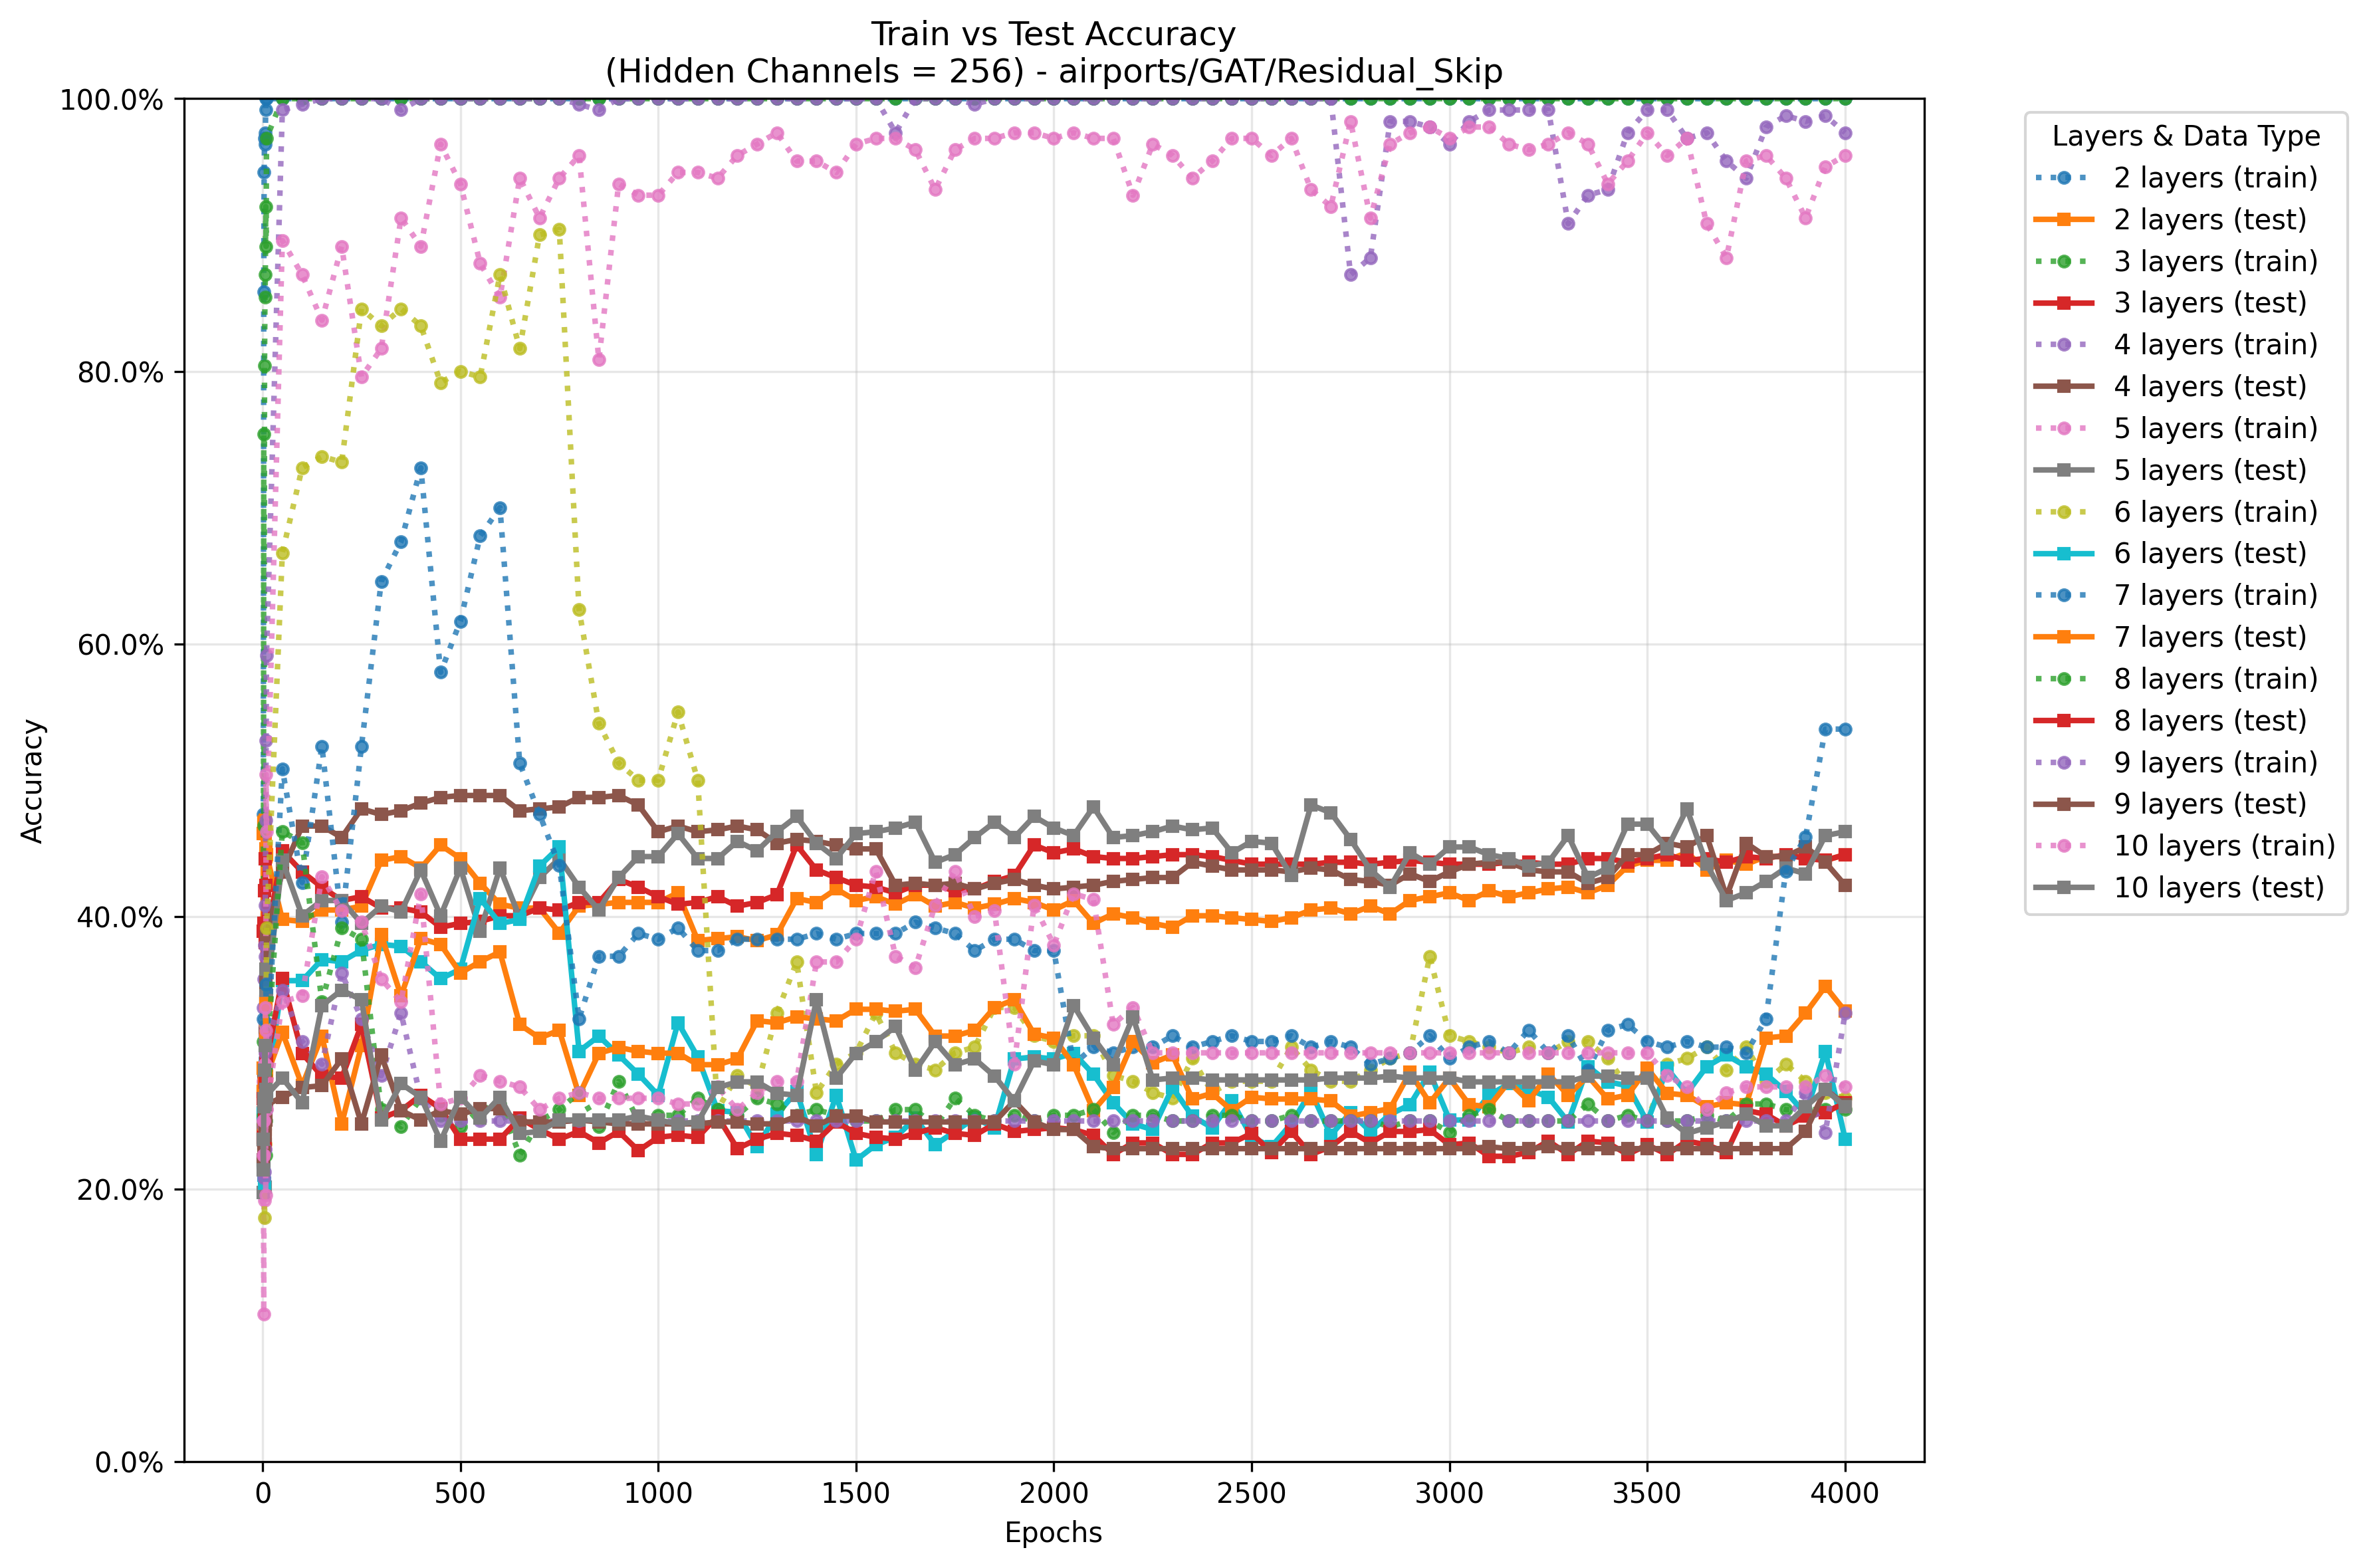 Train vs Test Accuracy
(Hidden Channels = 256) - airports/GAT/Residual_Skip
100.0%
80.0%
60.0%
40.0%
20.0%
0.0%
Accuracy
0
500
1000
1500
2000
2500
3000
3500
4000
Epochs
Layers & Data Type
2 layers (train)
2 layers (test)
3 layers (train)
3 layers (test)
4 layers (train)
4 layers (test)
5 layers (train)
5 layers (test)
6 layers (train)
6 layers (test)
7 layers (train)
7 layers (test)
8 layers (train)
8 layers (test)
9 layers (train)
9 layers (test)
10 layers (train)
10 layers (test)